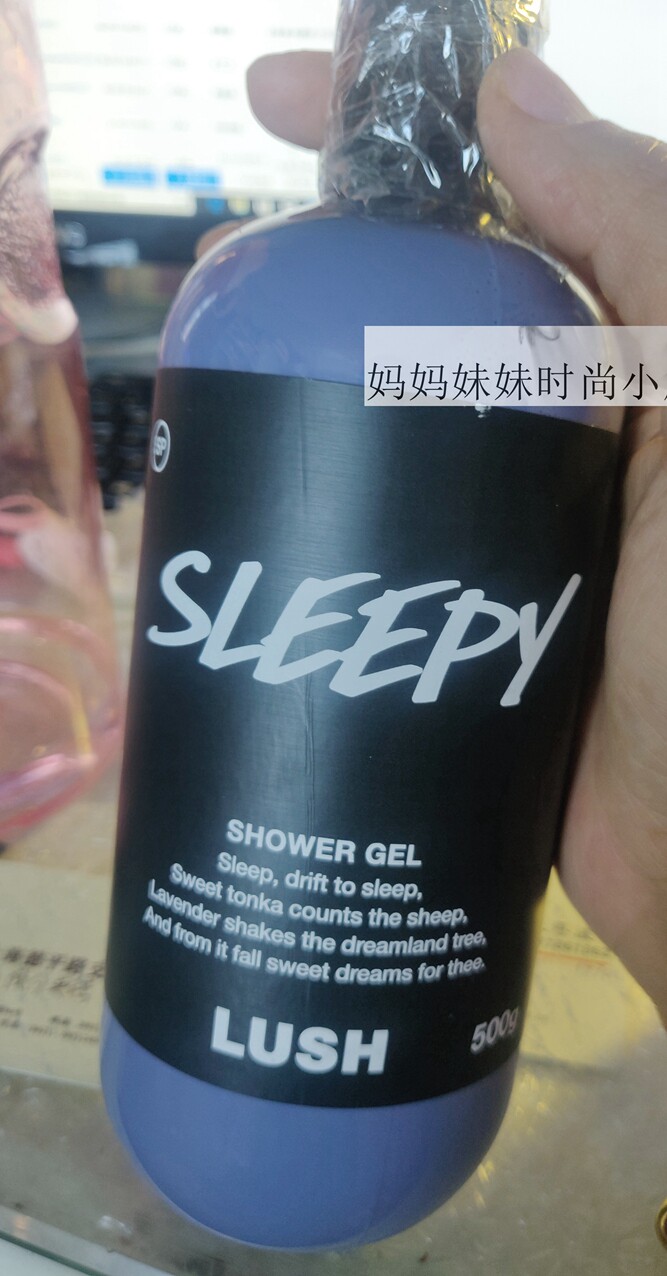 妈妈妹妹时尚小
SP
SLEEPY
SHOWER GEL
Sleep, drift to sleep,
Sweet tonka counts the sheep,
Lavender shakes the dreamland tree,
And from it fall sweet dreams for thee.
LUSH
500g